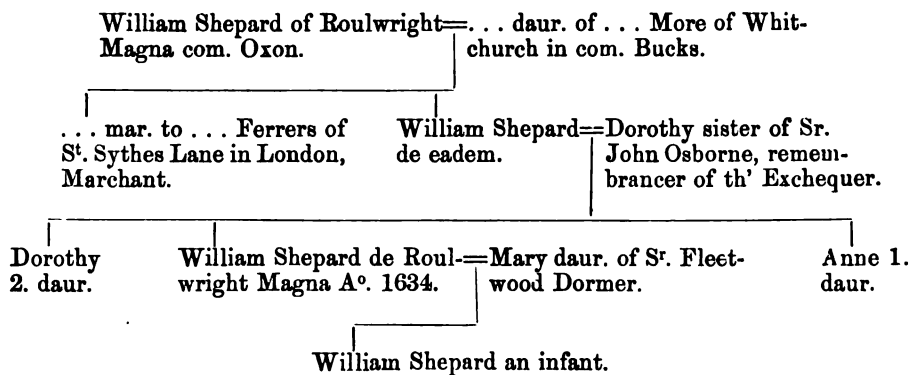 William Shepard of Roulwright=. . . daur. of . . . More of Whit-
Magna com. Oxon. church in com. Bucks.
. . . mar. to . . . Ferrers of
St. Sythes Lane in London,
Marchant.
William Shepard=Dorothy sister of Sr.
de eadem. John Osborne, remem-
brancer of th' Exchequer.
Dorothy
2. daur.
William Shepard de Roul-=Mary daur. of Sr. Fleet-
wright Magna Ao. 1634. wood Dormer.
Anne 1.
daur.
William Shepard an infant.